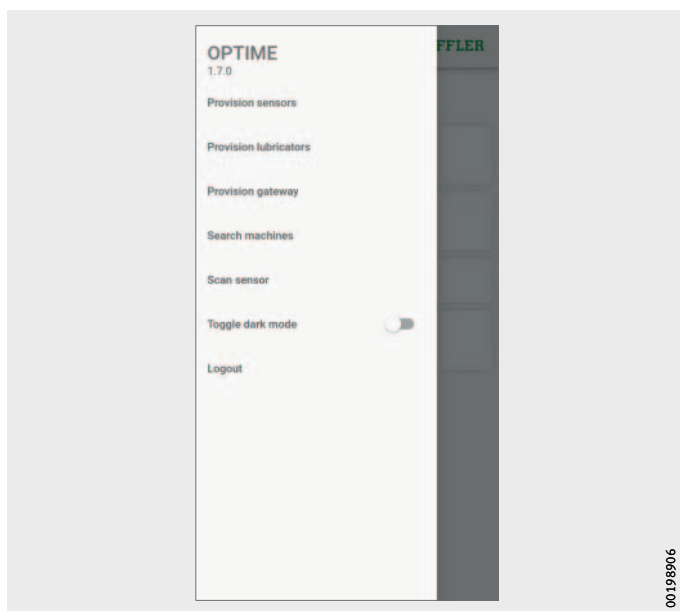 OPTIME
FFLER
1.7.0
Provision sensors
Provision lubricators
Provision gateway
Search machines
Scan sensor
Toggle dark mode
Logout
00198906